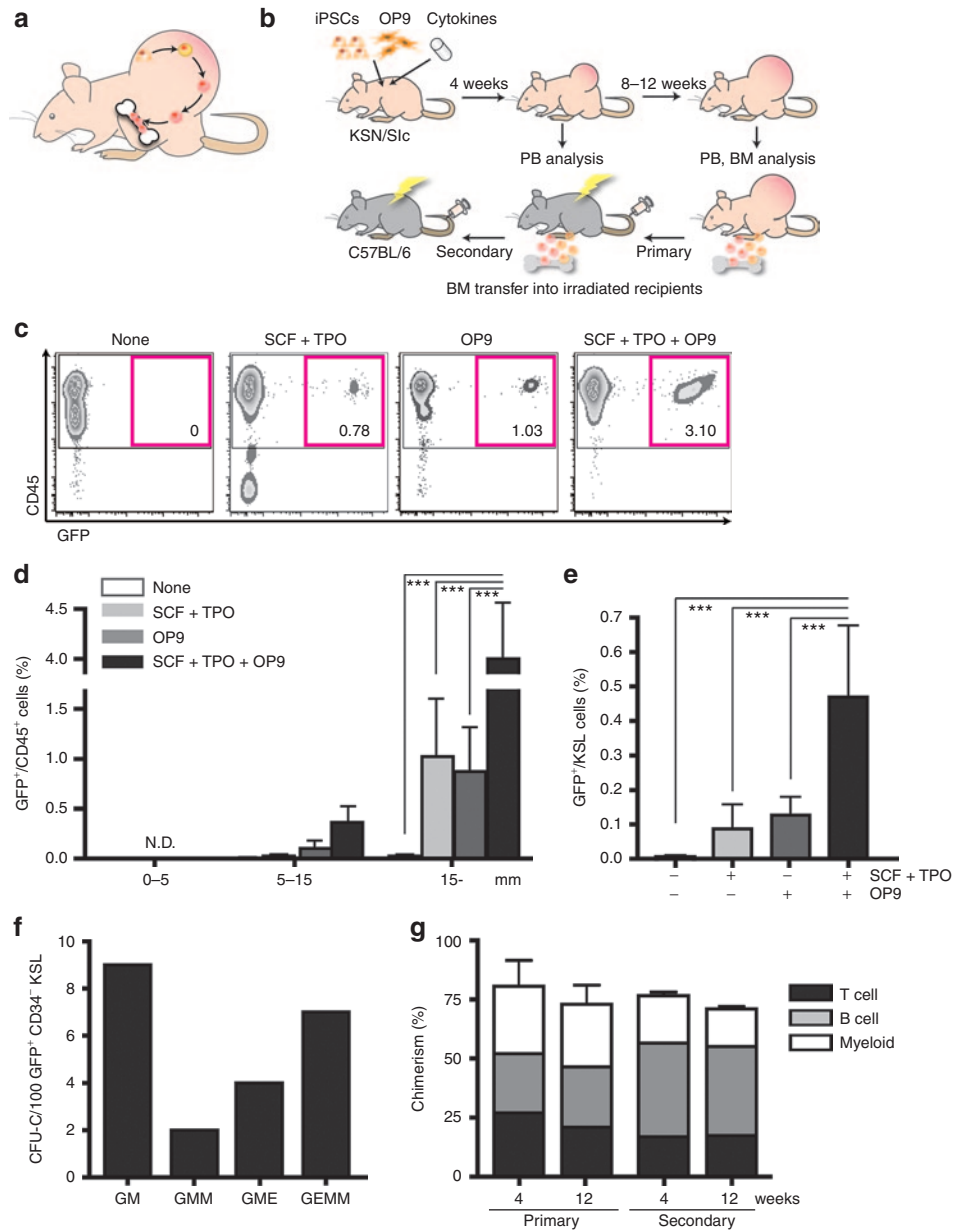 a
b
iPSCs OP9 Cytokines
4 weeks
8–12 weeks
KSN/Slc
PB analysis
PB, BM analysis
C57BL/6
Secondary
Primary
BM transfer into irradiated recipients
c
None
SCF + TPO
OP9
SCF + TPO + OP9
0
0.78
1.03
3.10
CD45
GFP
d
None
SCF + TPO
OP9
SCF + TPO + OP9
*** *** ***
4.5
4.0
1.5
1.0
0.5
0.0
GFP+/CD45+ cells (%)
N.D.
0–5 5–15 15- mm
e
*** *** ***
0.7
0.6
0.5
0.4
0.3
0.2
0.1
0.0
GFP+/KSL cells (%)
– + – + SCF + TPO
– – + + OP9
f
10
8
6
4
2
0
CFU-C/100 GFP+ CD34– KSL
GM GMM GME GEMM
g
100
75
50
25
0
Chimerism (%)
T cell
B cell
Myeloid
4 12 4 12 weeks
Primary Secondary